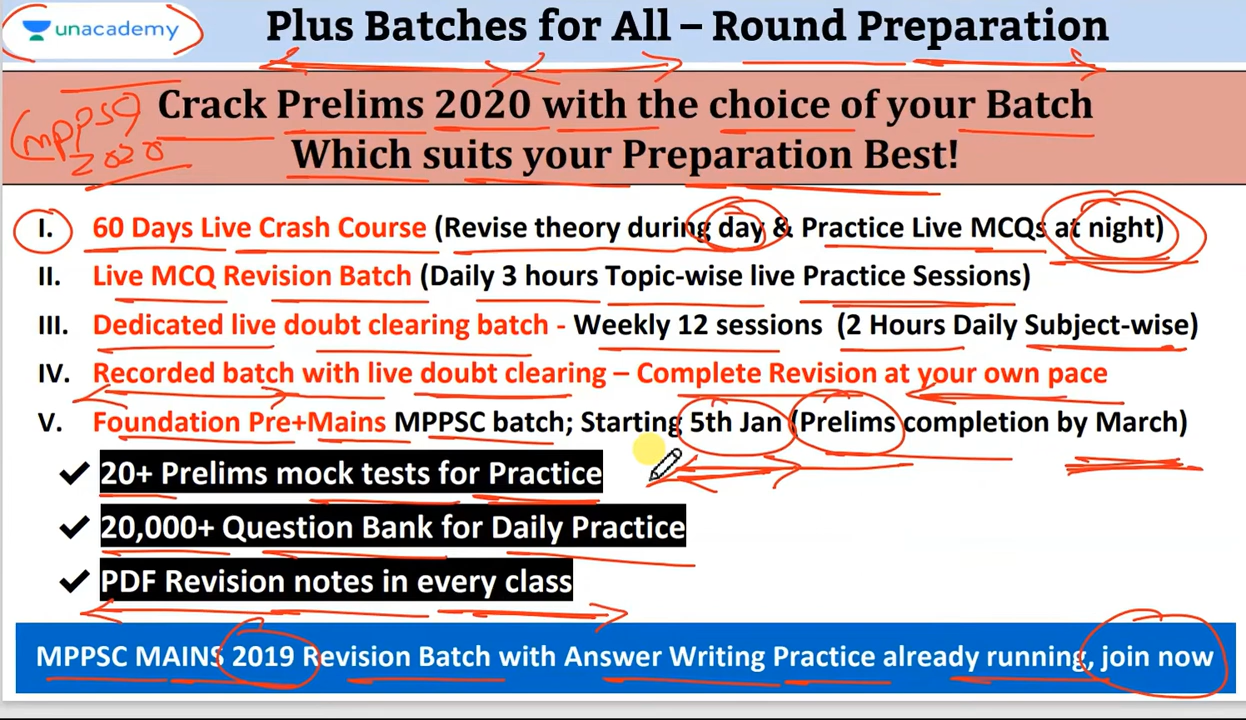 unacademy
Plus Batches for All – Round Preparation
(MPPSC
2020
Crack Prelims 2020 with the choice of your Batch
Which suits your Preparation Best!
I. 60 Days Live Crash Course (Revise theory during day & Practice Live MCQs at night)
II. Live MCQ Revision Batch (Daily 3 hours Topic-wise live Practice Sessions)
III. Dedicated live doubt clearing batch - Weekly 12 sessions (2 Hours Daily Subject-wise)
IV. Recorded batch with live doubt clearing – Complete Revision at your own pace
V. Foundation Pre+Mains MPPSC batch; Starting 5th Jan (Prelims completion by March)
✓ 20+ Prelims mock tests for Practice
✓ 20,000+ Question Bank for Daily Practice
✓ PDF Revision notes in every class
MPPSC MAINS 2019 Revision Batch with Answer Writing Practice already running, join now